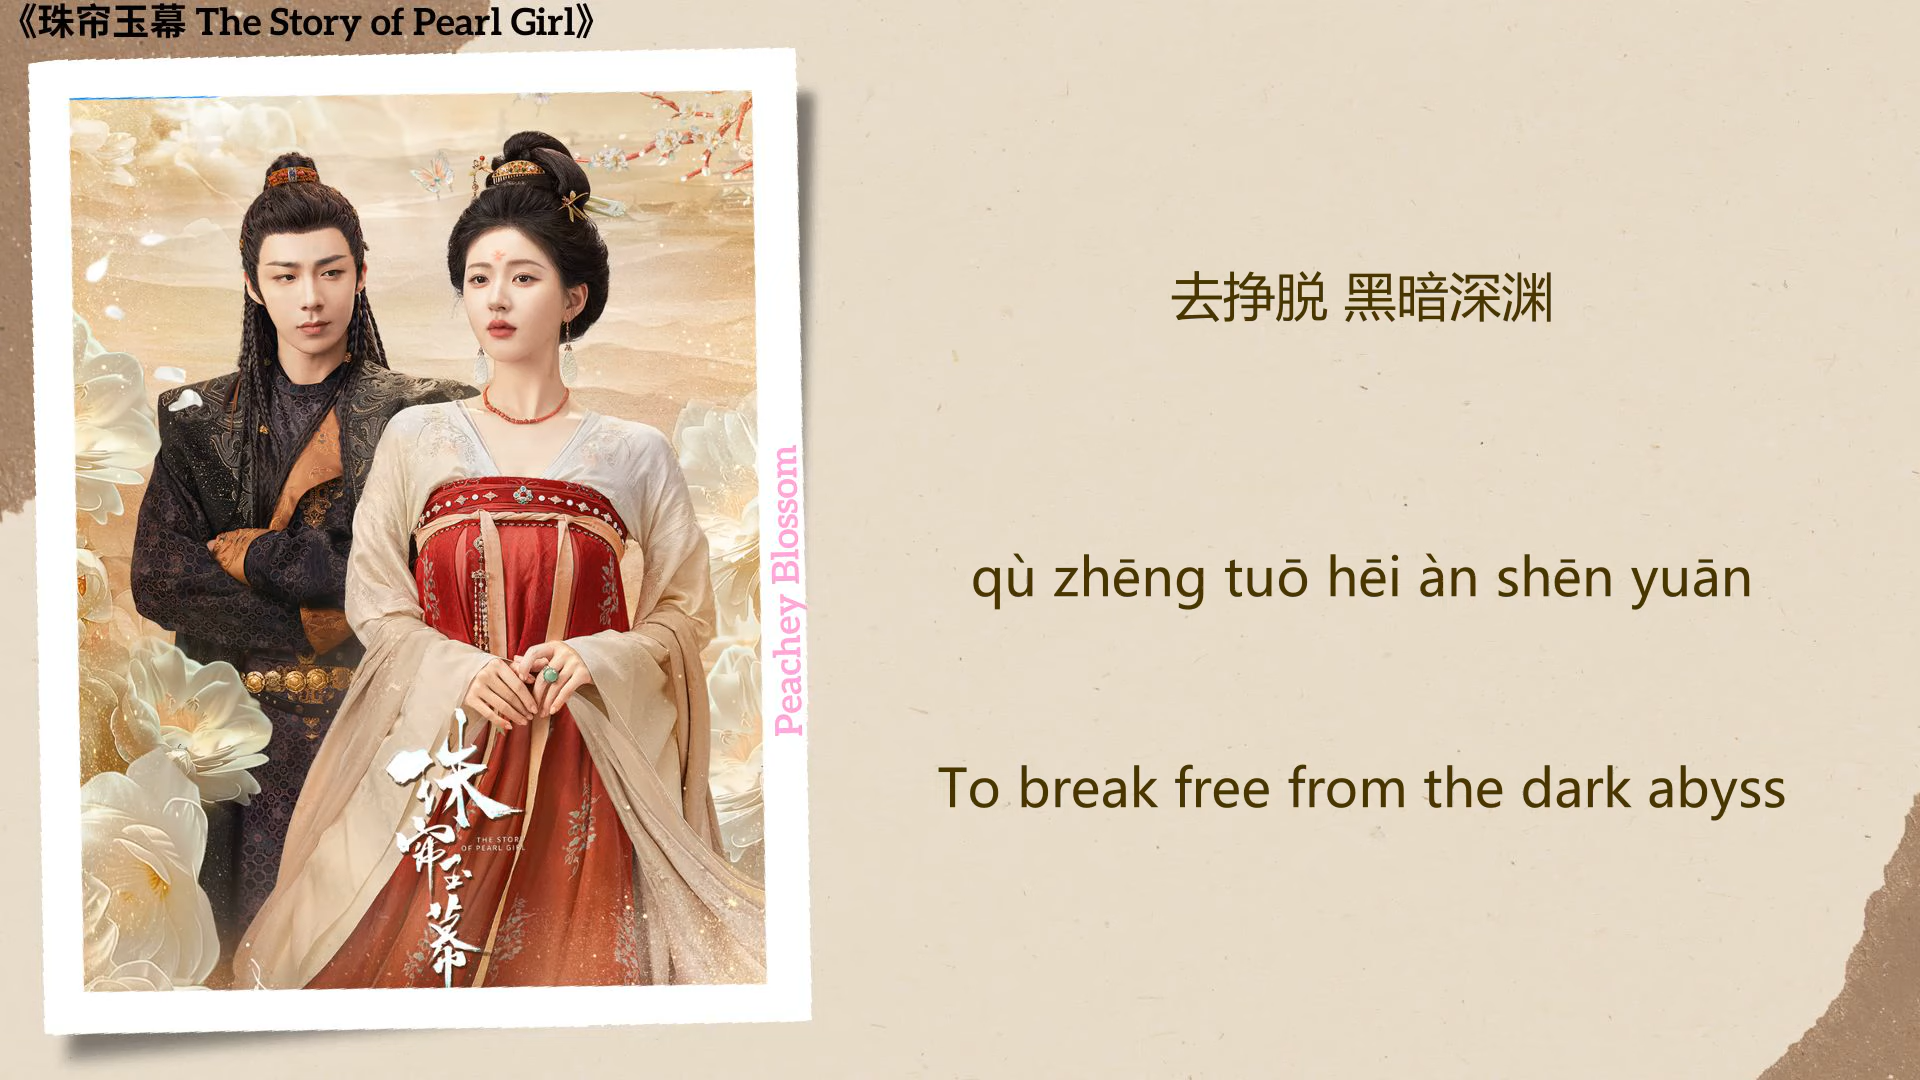 《珠帘玉幕 The Story of Pearl Girl》
去挣脱 黑暗深渊
qù zhēng tuō hēi àn shēn yuān
To break free from the dark abyss
Peachey Blossom
珠帘玉幕
THE STORY
OF PEARL GIRL